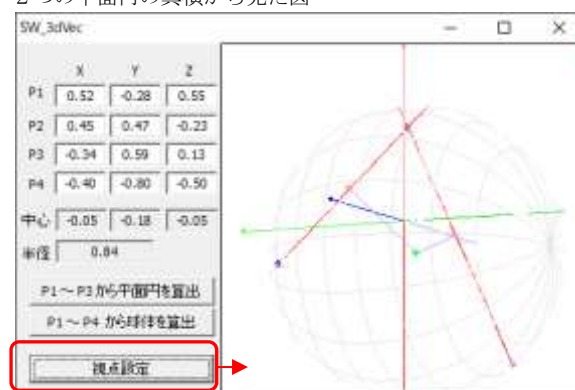 2つの平面円の真横から見た図
SW_3dVec
X Y Z
P1 0.52 -0.28 0.55
P2 0.45 0.47 -0.23
P3 -0.34 0.59 0.13
P4 -0.40 -0.80 -0.50
中心 -0.05 -0.18 -0.05
半径 0.84
P1～P3から平面円を算出
P1～P4 から球体を算出
視点設定